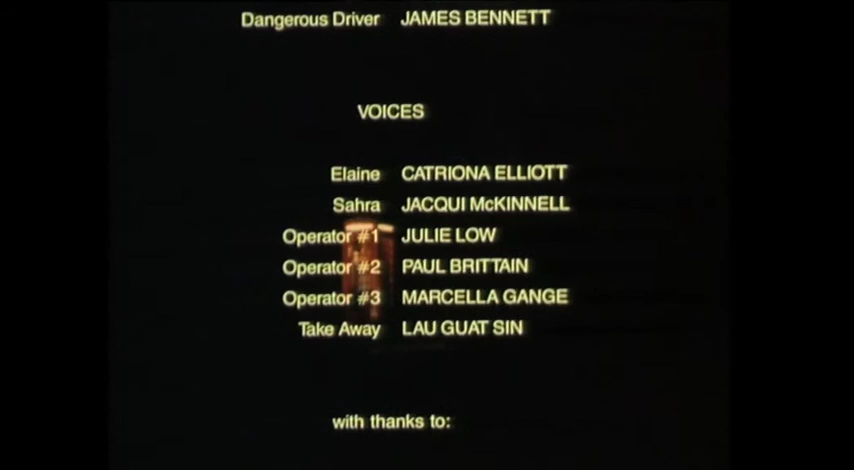 Dangerous Driver JAMES BENNETT
VOICES
Elaine CATRIONA ELLIOTT
Sahra JACQUI McKINNELL
Operator #1 JULIE LOW
Operator #2 PAUL BRITTAIN
Operator #3 MARCELLA GANGE
Take Away LAU GUAT SIN
with thanks to: